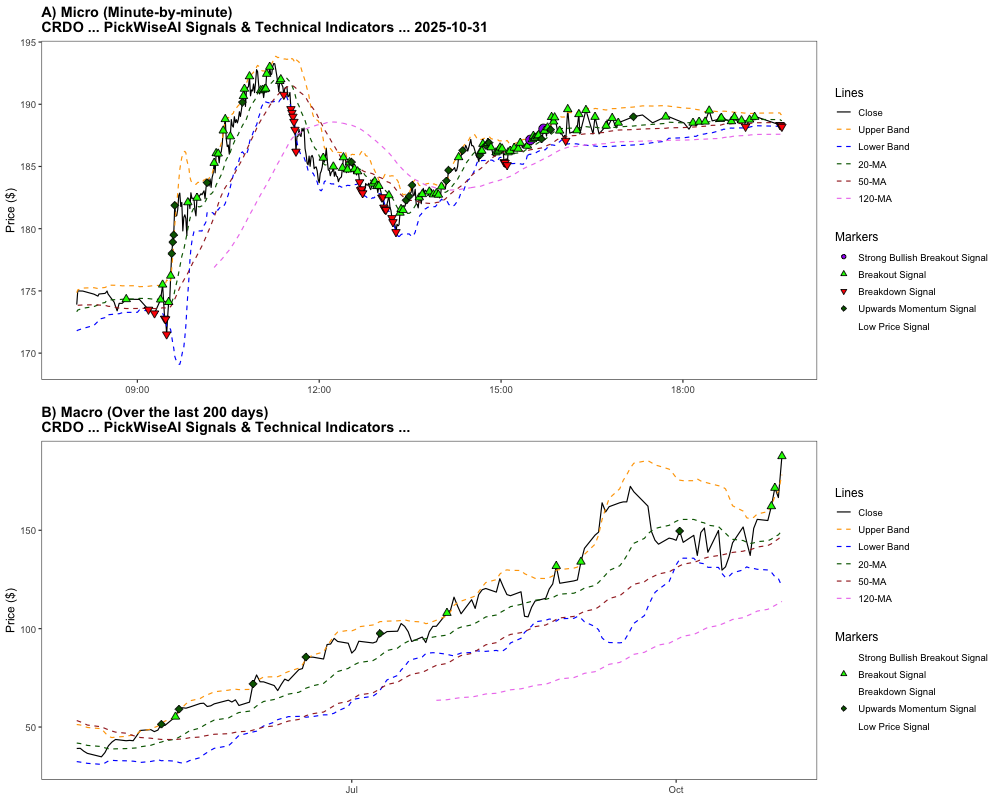 A) Micro (Minute-by-minute)
CRDO ... PickWiseAI Signals & Technical Indicators ... 2025-10-31
195
190
185
180
175
170
Price ($)
09:00
12:00
15:00
18:00
Lines
Close
Upper Band
Lower Band
20-MA
50-MA
120-MA
Markers
Strong Bullish Breakout Signal
Breakout Signal
Breakdown Signal
Upwards Momentum Signal
Low Price Signal
B) Macro (Over the last 200 days)
CRDO ... PickWiseAI Signals & Technical Indicators ...
150
100
50
Price ($)
Jul
Oct
Lines
Close
Upper Band
Lower Band
20-MA
50-MA
120-MA
Markers
Strong Bullish Breakout Signal
Breakout Signal
Breakdown Signal
Upwards Momentum Signal
Low Price Signal